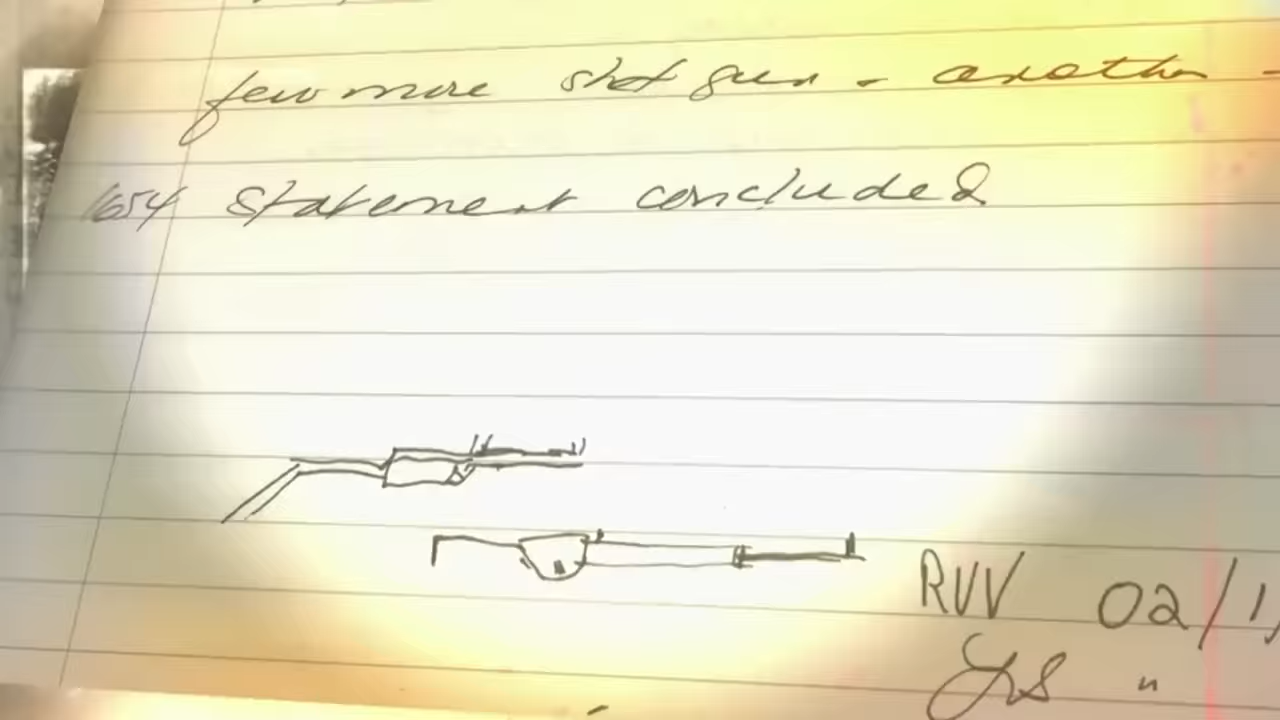 few more shot gun - another -
1654 Statement concluded
RVV 02/1
"